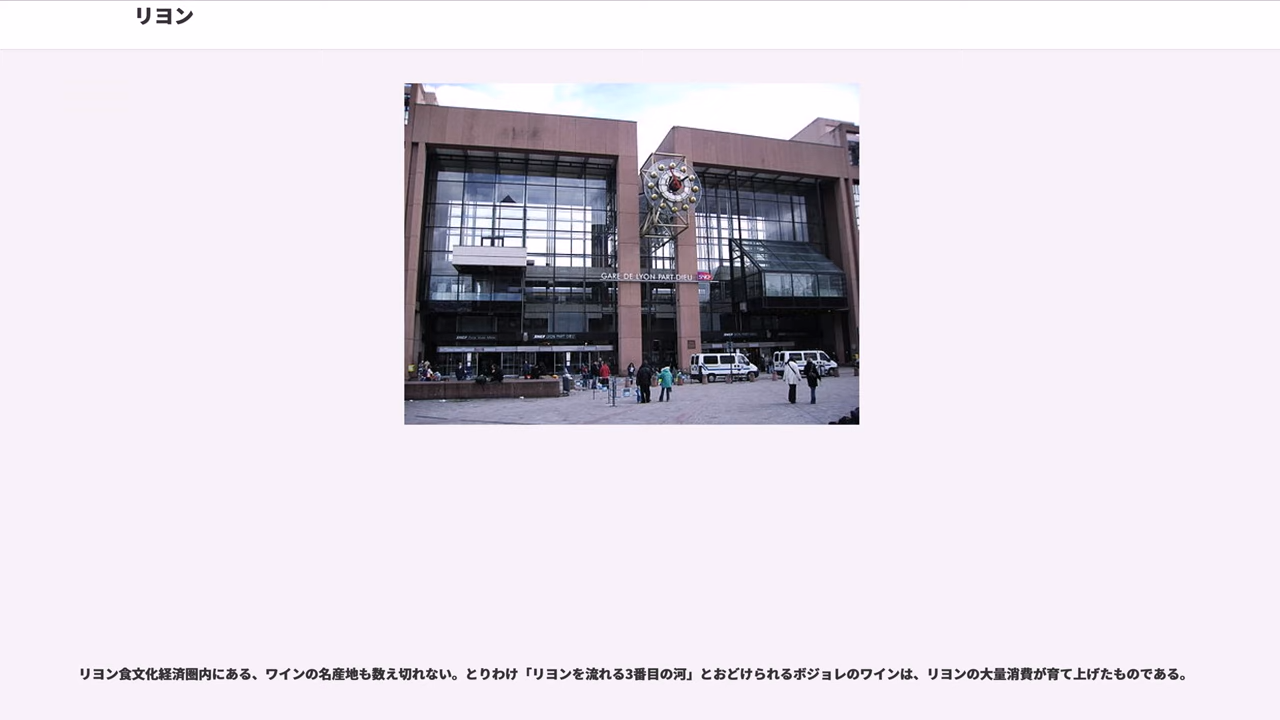 リヨン
GARE DE LYON PART-DIEU SNCF
リヨン食文化経済圏内にある、ワインの名産地も数え切れない。とりわけ「リヨンを流れる3番目の河」とおどけられるボジョレのワインは、リヨンの大量消費が育て上げたものである。